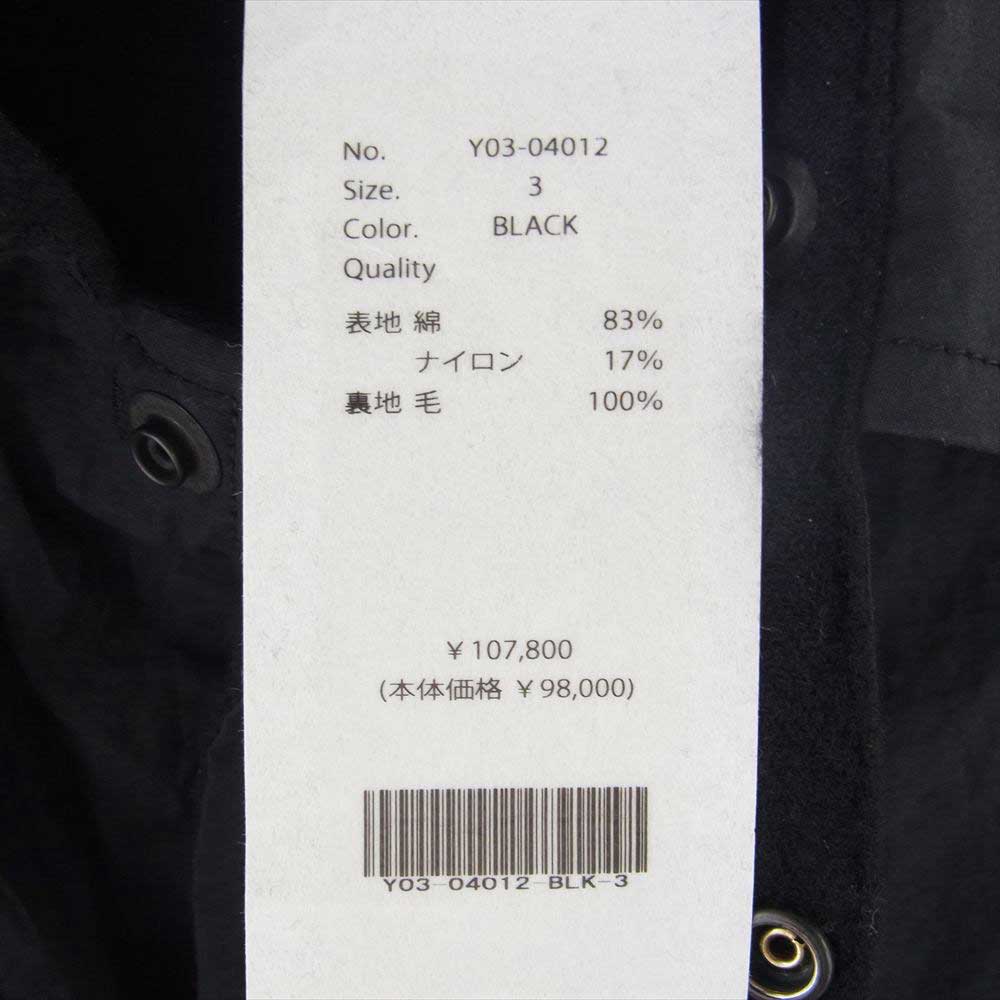 No. Y03-04012
Size. 3
Color. BLACK
Quality
表地 綿 83%
ナイロン 17%
裏地 毛 100%
¥ 107,800
(本体価格 ¥ 98,000)
Y03-04012-BLK-3